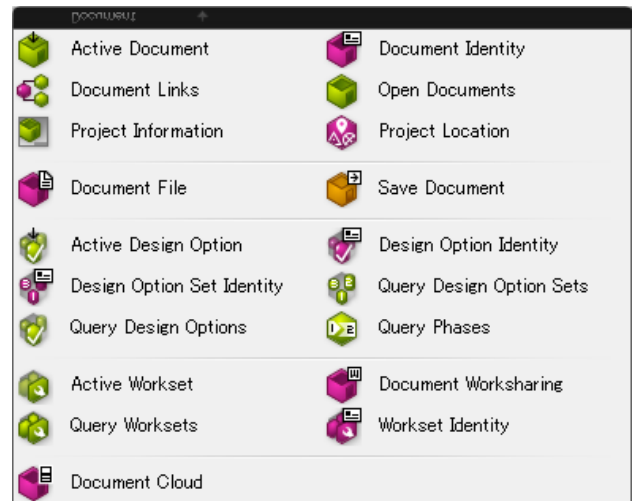 Document
Active Document
Document Identity
Document Links
Open Documents
Project Information
Project Location
Document File
Save Document
Active Design Option
Design Option Identity
Design Option Set Identity
Query Design Option Sets
Query Design Options
Query Phases
Active Workset
Document Worksharing
Query Worksets
Workset Identity
Document Cloud